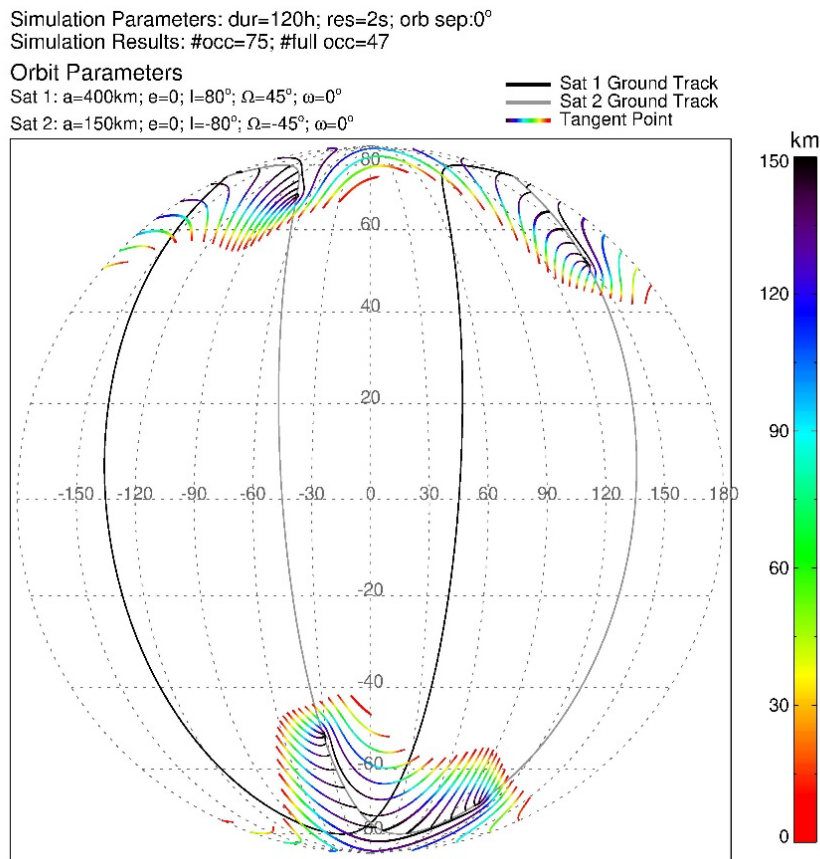 Simulation Parameters: dur=120h; res=2s; orb sep:0°
Simulation Results: #occ=75; #full occ=47
Orbit Parameters
Sat 1: a=400km; e=0; I=80°; Ω=45°; ω=0°
Sat 2: a=150km; e=0; I=-80°; Ω=-45°; ω=0°
Sat 1 Ground Track
Sat 2 Ground Track
Tangent Point
km
150
120
90
60
30
0
80
60
40
20
-150 -120 -90 -60 -30 0 30 60 90 120 150 180
-20
-40
-60
-80